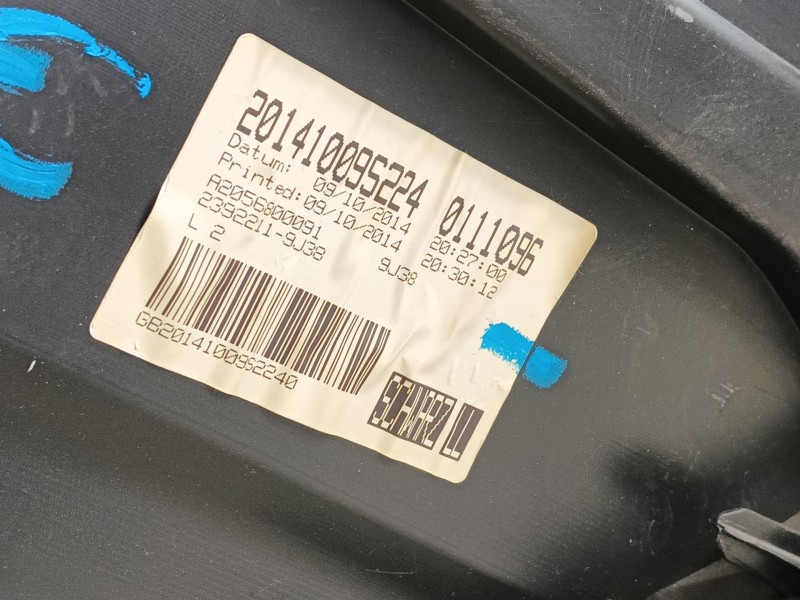 20141009S224 0111096
Datum: 09/10/2014 20:27:00
Printed:09/10/2014 20:30:12
A2056800091
2392211-9J38 9J38
L 2
GB20141009S2240
SCHWARZ LL